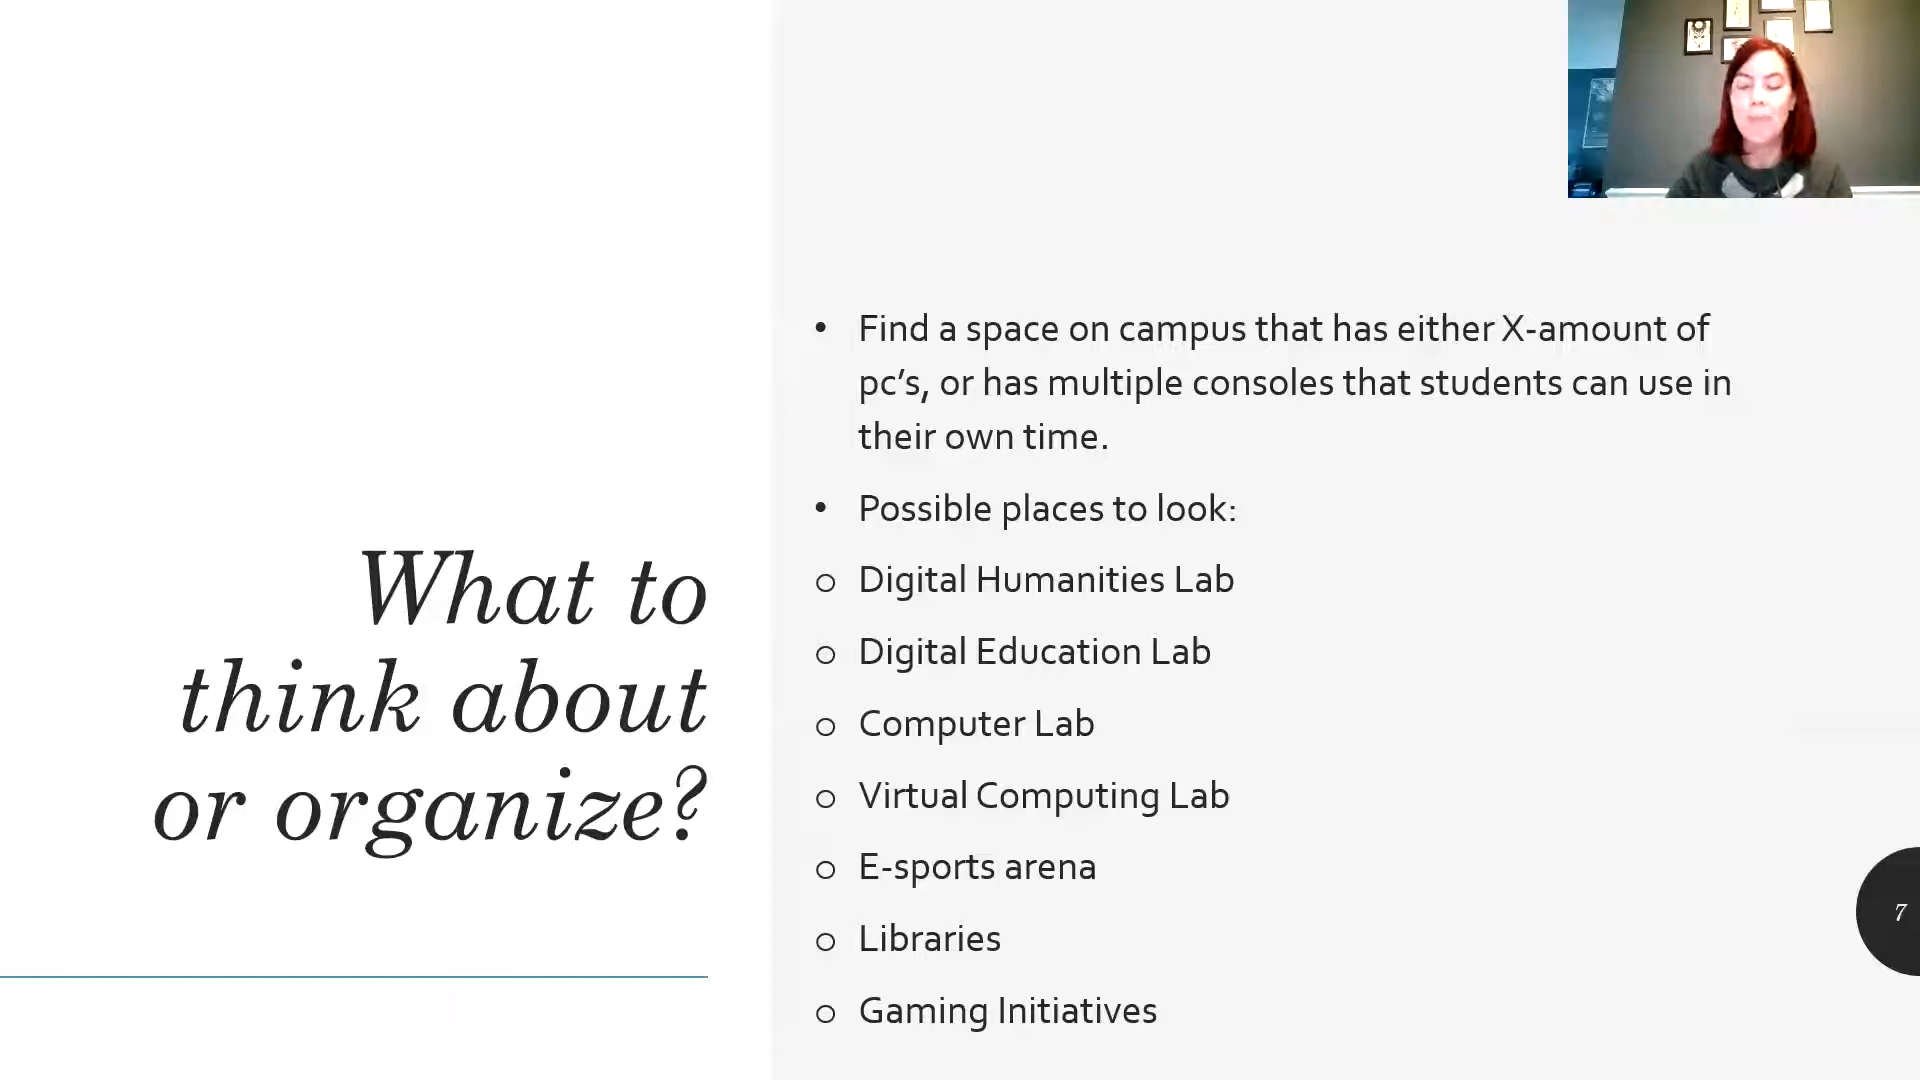 What to
think about
or organize?
• Find a space on campus that has either X-amount of
pc’s, or has multiple consoles that students can use in
their own time.
• Possible places to look:
o Digital Humanities Lab
o Digital Education Lab
o Computer Lab
o Virtual Computing Lab
o E-sports arena
o Libraries
o Gaming Initiatives
7